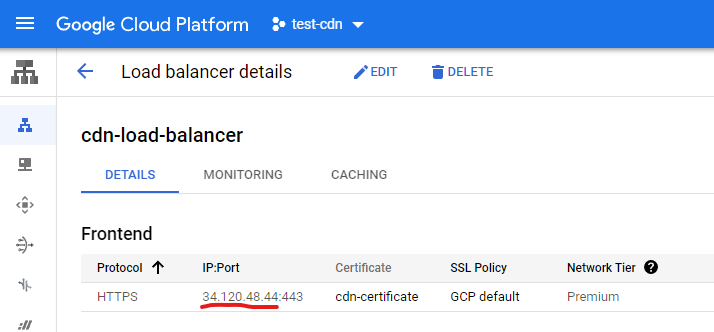 Google Cloud Platform test-cdn
Load balancer details EDIT DELETE
cdn-load-balancer
DETAILS MONITORING CACHING
Frontend
Protocol IP:Port Certificate SSL Policy Network Tier ?
HTTPS 34.120.48.44:443 cdn-certificate GCP default Premium